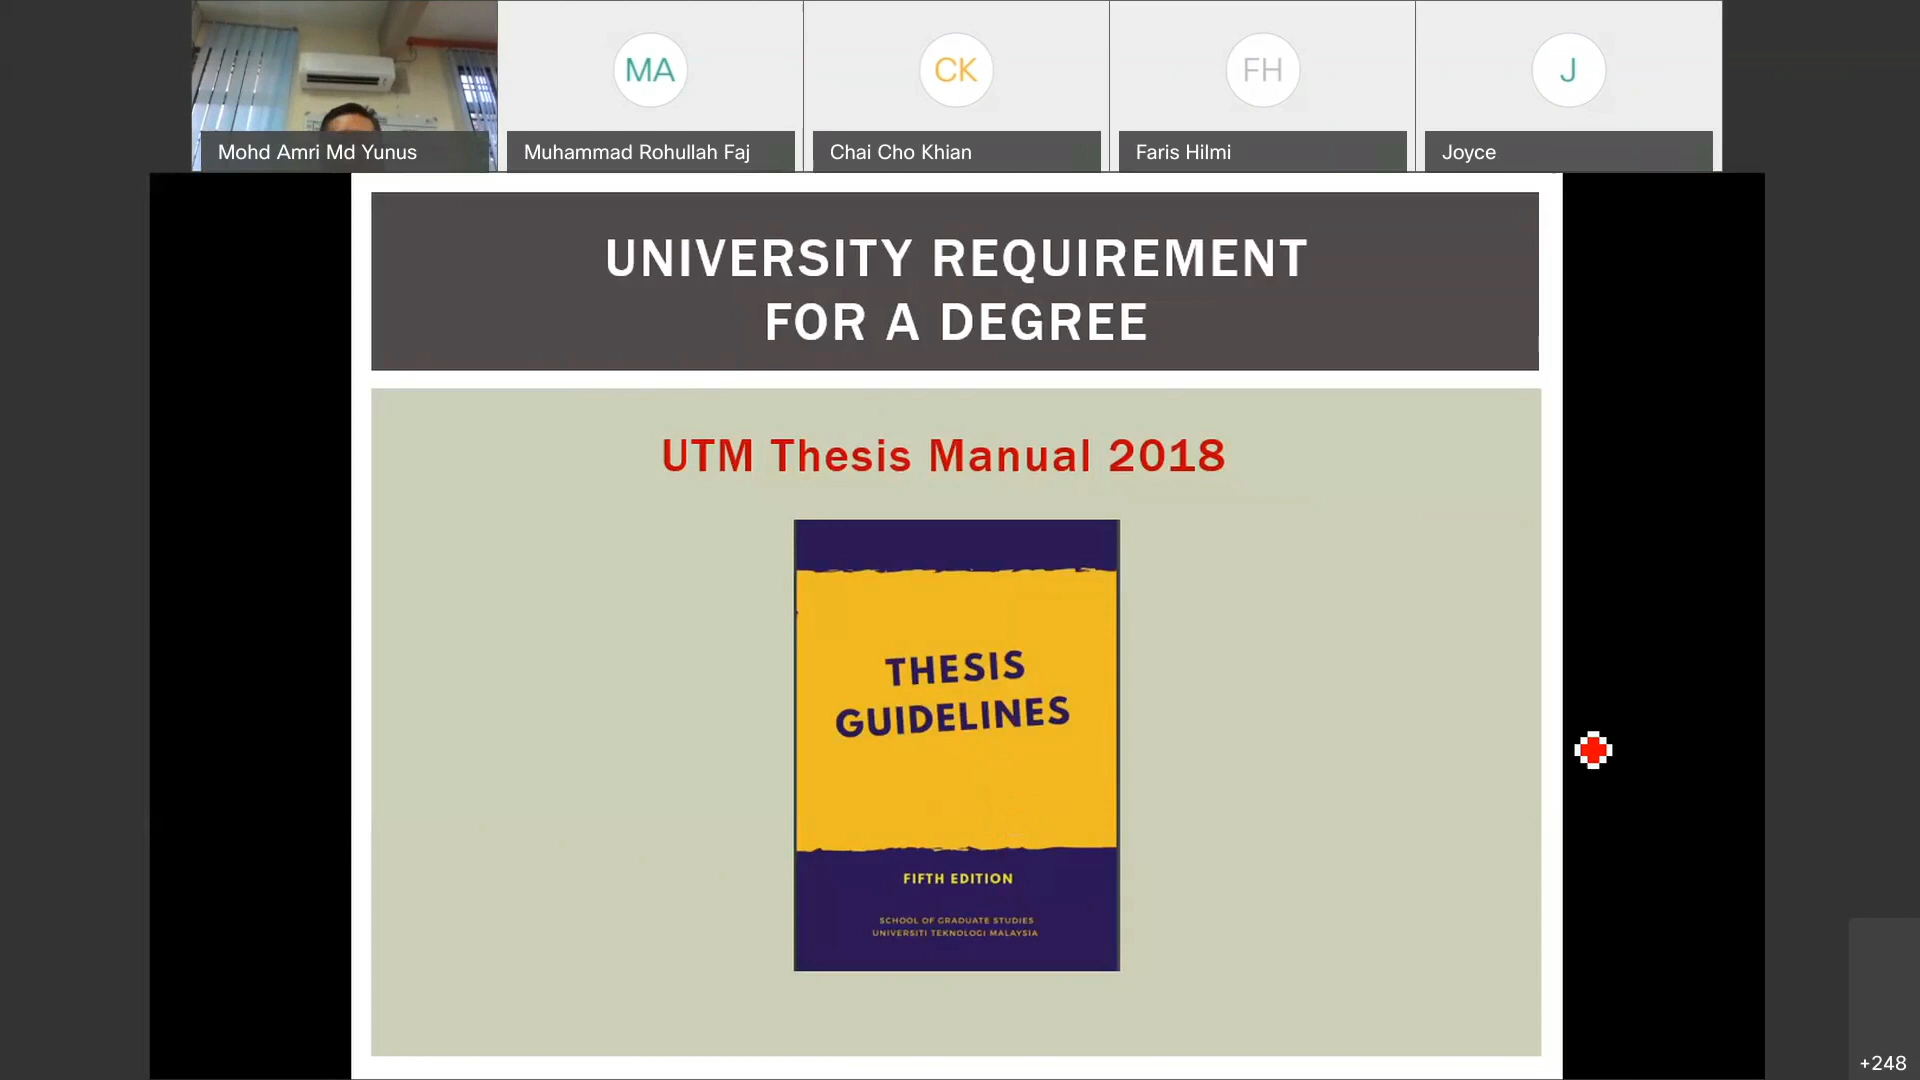 MA
CK
FH
J
Mohd Amri Md Yunus
Muhammad Rohullah Faj
Chai Cho Khian
Faris Hilmi
Joyce
UNIVERSITY REQUIREMENT
FOR A DEGREE
UTM Thesis Manual 2018
THESIS
GUIDELINES
FIFTH EDITION
SCHOOL OF GRADUATE STUDIES
UNIVERSITI TEKNOLOGI MALAYSIA
+248